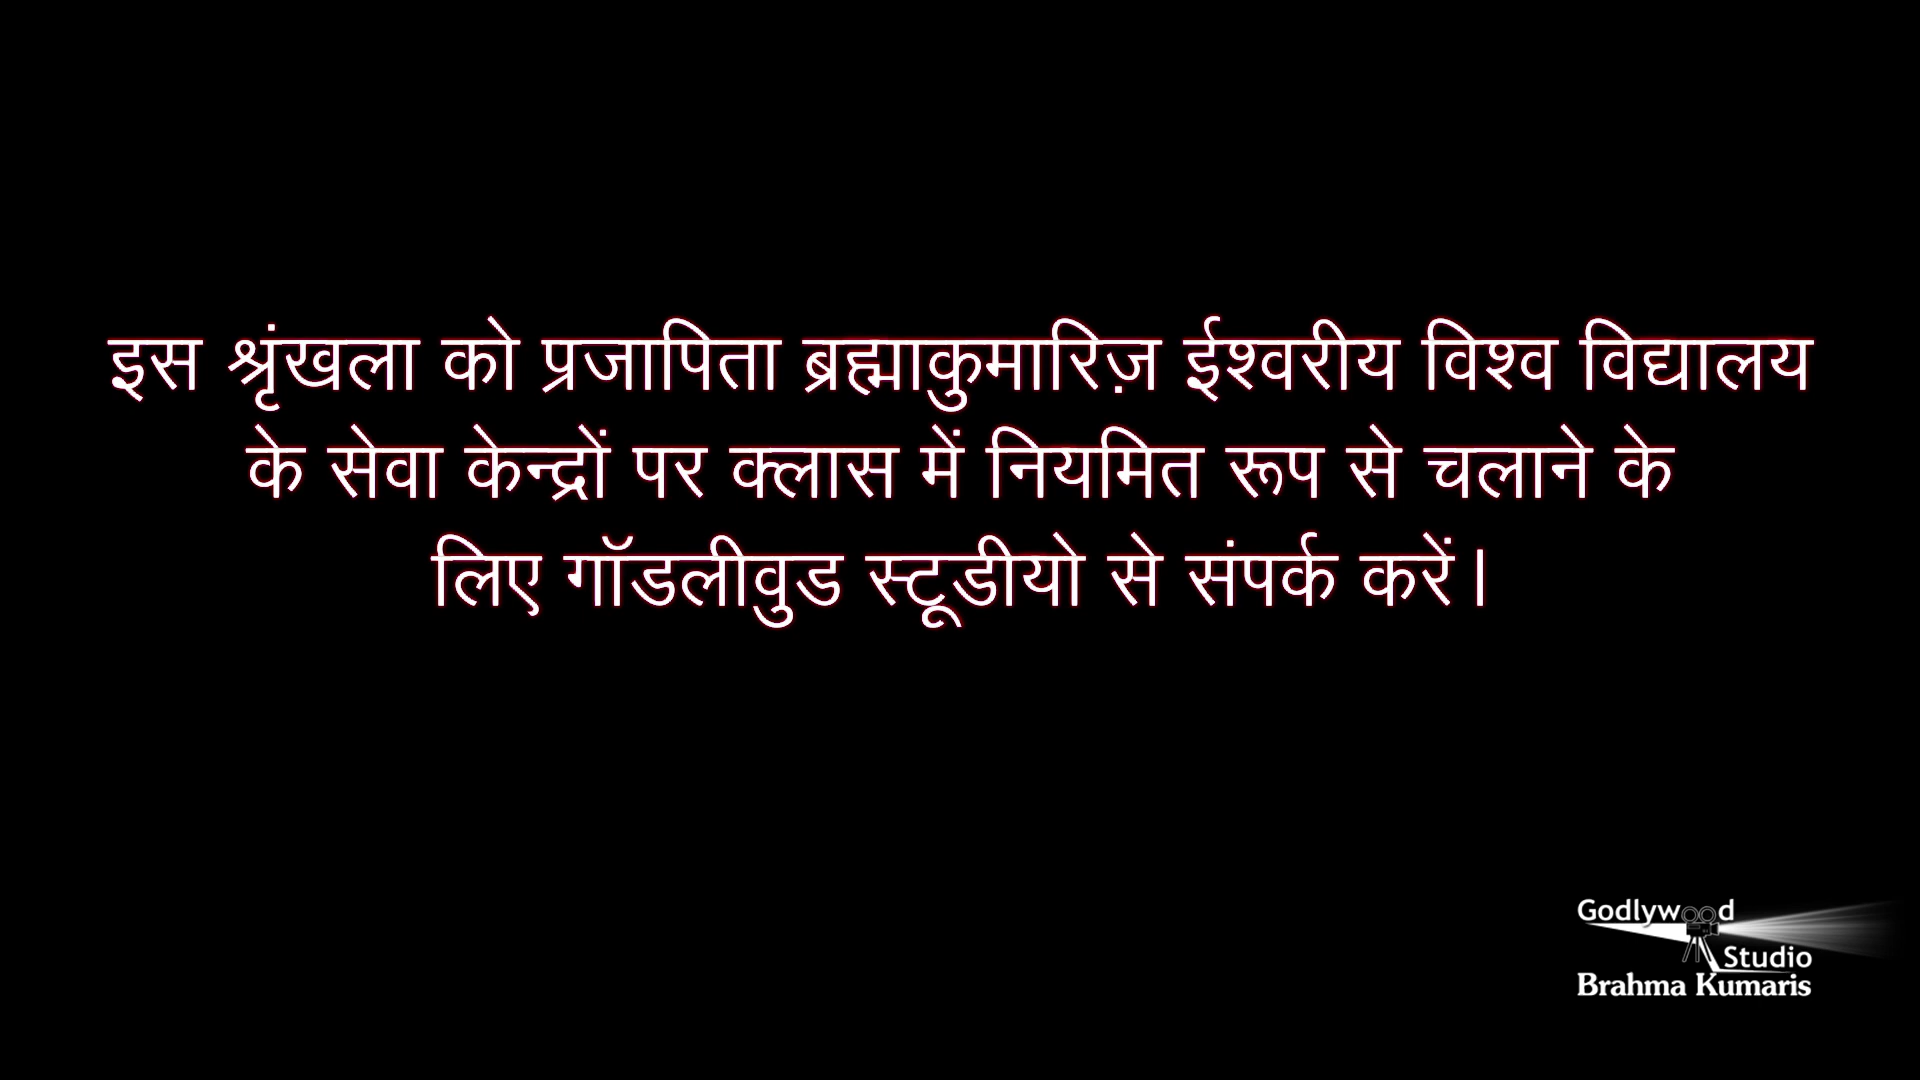 इस श्रृंखला को प्रजापिता ब्रह्माकुमारिज़ ईश्वरीय विश्व विद्यालय
के सेवा केन्द्रों पर क्लास में नियमित रूप से चलाने के
लिए गॉडलीवुड स्टूडीयो से संपर्क करें।
Godlywood
Studio
Brahma Kumaris